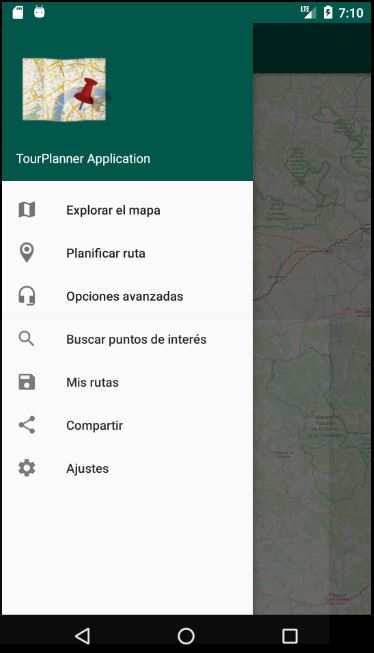 LTE 7:10
TourPlanner Application
Explorar el mapa
Planificar ruta
Opciones avanzadas
Buscar puntos de interés
Mis rutas
Compartir
Ajustes